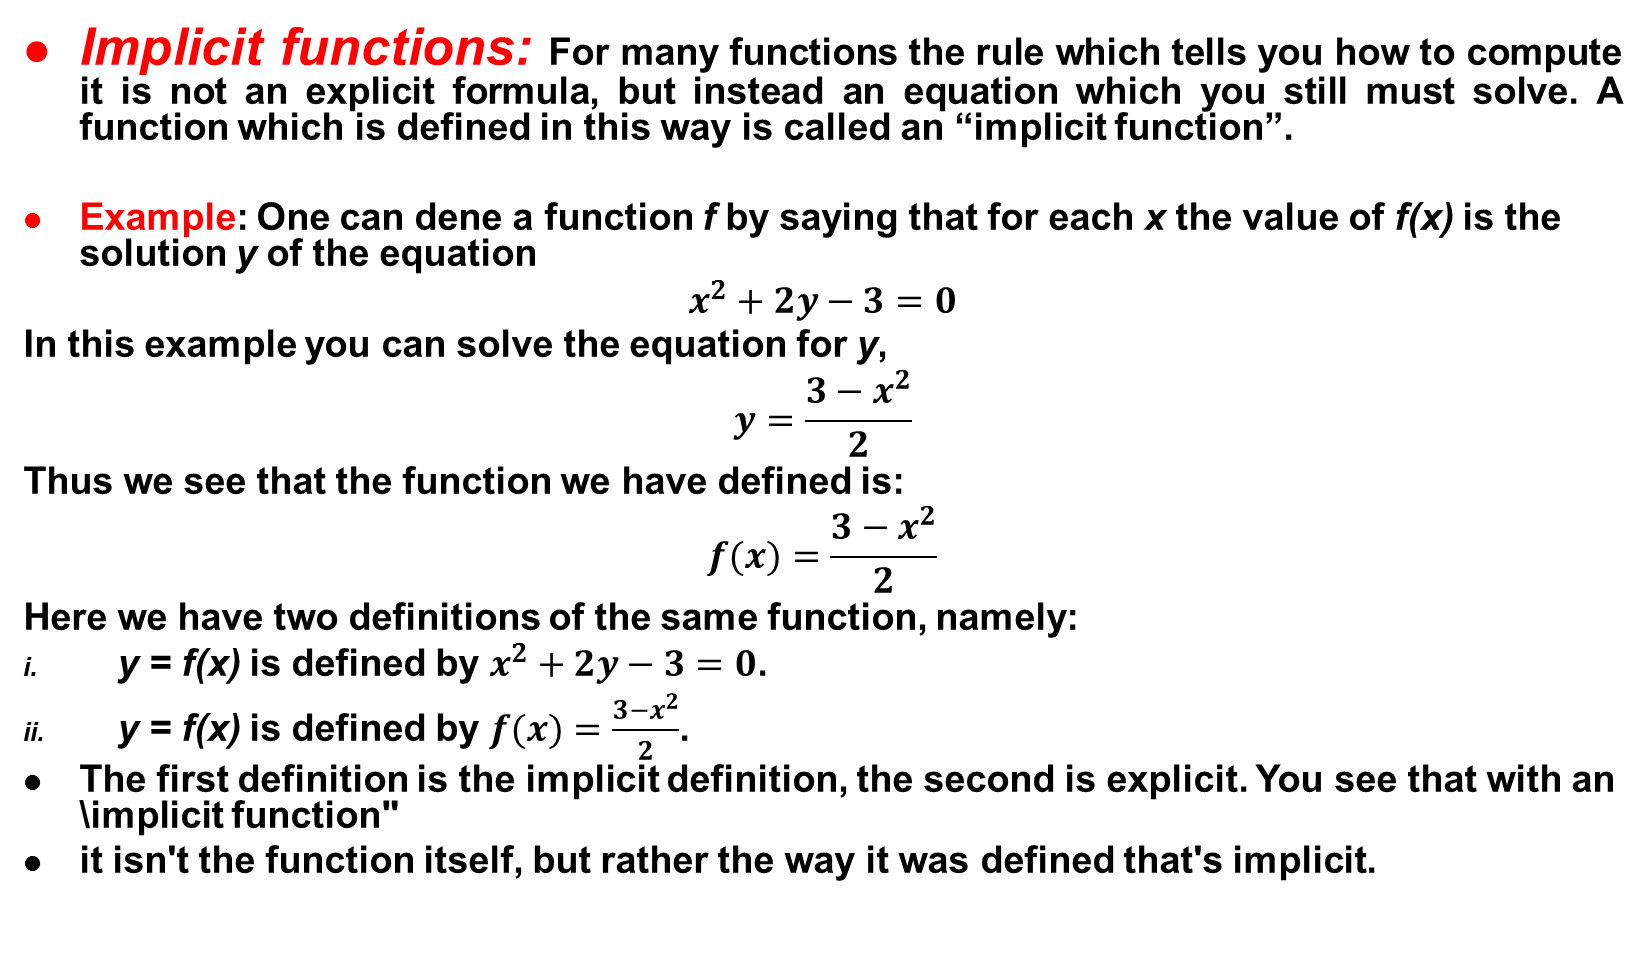 ● Implicit functions: For many functions the rule which tells you how to compute
it is not an explicit formula, but instead an equation which you still must solve. A
function which is defined in this way is called an “implicit function”.
● Example: One can dene a function f by saying that for each x the value of f(x) is the
solution y of the equation
x² + 2y − 3 = 0
In this example you can solve the equation for y,
y = (3 − x²)/2
Thus we see that the function we have defined is:
f(x) = (3 − x²)/2
Here we have two definitions of the same function, namely:
i. y = f(x) is defined by x² + 2y − 3 = 0.
ii. y = f(x) is defined by f(x) = (3−x²)/2.
● The first definition is the implicit definition, the second is explicit. You see that with an
\implicit function"
● it isn't the function itself, but rather the way it was defined that's implicit.